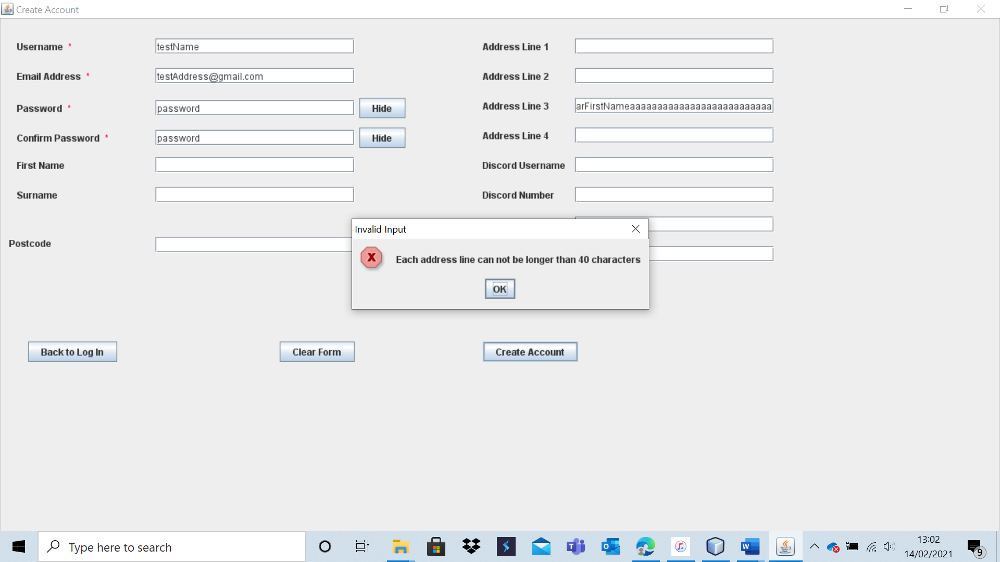 Create Account
Username *
testName
Email Address *
testAddress@gmail.com
Password *
password
Hide
Confirm Password *
password
Hide
First Name
Surname
Postcode
Address Line 1
Address Line 2
Address Line 3
arFirstNameaaaaaaaaaaaaaaaaaaaaaaaaaa
Address Line 4
Discord Username
Discord Number
Invalid Input
X
Each address line can not be longer than 40 characters
OK
Back to Log In
Clear Form
Create Account
Type here to search
13:02
14/02/2021
9